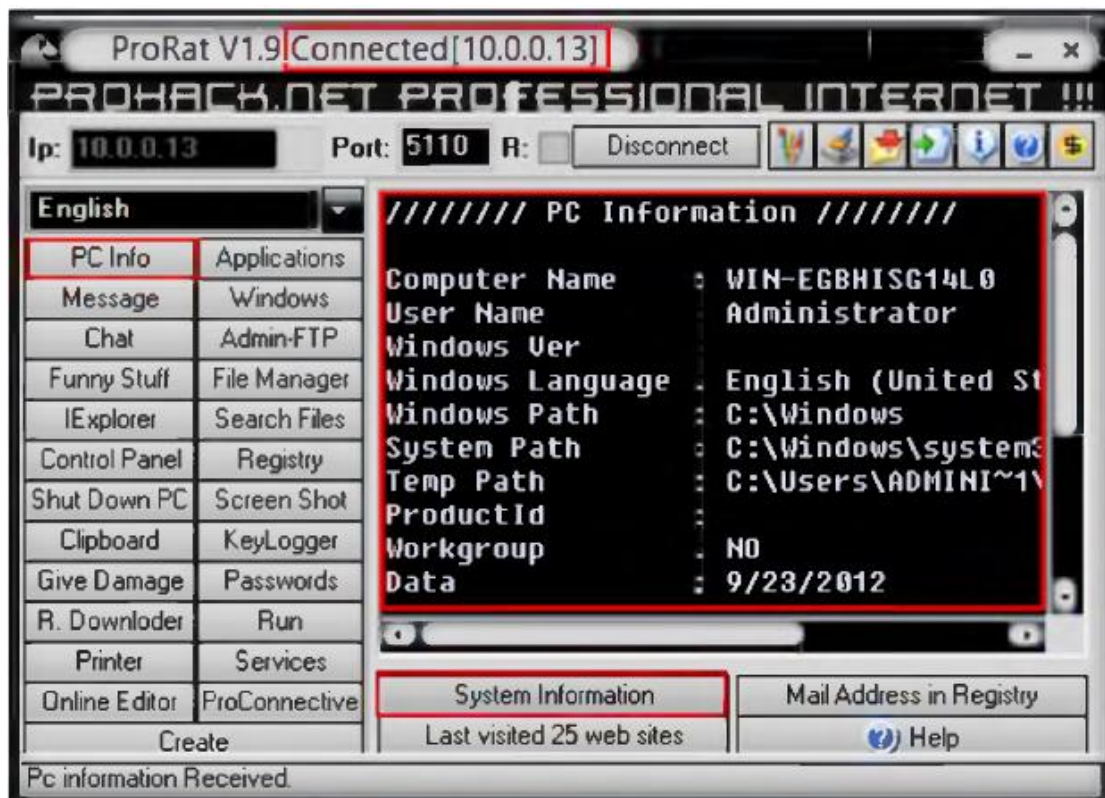 ProRat V1.9 Connected[10.0.0.13]
PROHACK.NET PROFESSIONAL INTERNET !!!
Ip: 10.0.0.13 Port: 5110 R: Disconnect
English
PC Info Applications
Message Windows
Chat Admin-FTP
Funny Stuff File Manager
IExplorer Search Files
Control Panel Registry
Shut Down PC Screen Shot
Clipboard KeyLogger
Give Damage Passwords
R. Downloder Run
Printer Services
Online Editor ProConnective
Create
//////// PC Information ////////
Computer Name : WIN-EGBHISG14L0
User Name Administrator
Windows Ver
Windows Language . English (United St
Windows Path : C:\Windows
System Path : C:\Windows\system3
Temp Path : C:\Users\ADMINI~1\
ProductId :
Workgroup . NO
Data : 9/23/2012
System Information Mail Address in Registry
Last visited 25 web sites Help
Pc information Received.